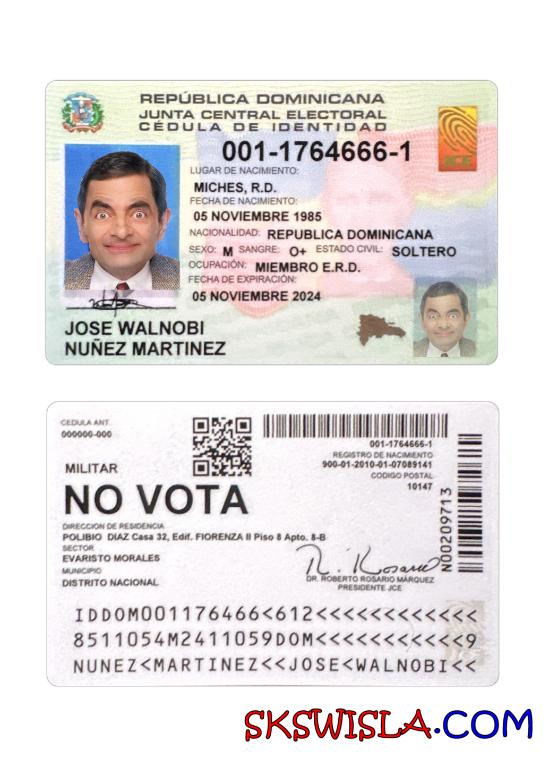 REPÚBLICA DOMINICANA
JUNTA CENTRAL ELECTORAL
CÉDULA DE IDENTIDAD
001-1764666-1
LUGAR DE NACIMIENTO:
MICHES, R.D.
FECHA DE NACIMIENTO:
05 NOVIEMBRE 1985
NACIONALIDAD: REPUBLICA DOMINICANA
SEXO: M SANGRE: O+ ESTADO CIVIL: SOLTERO
OCUPACIÓN: MIEMBRO E.R.D.
FECHA DE EXPIRACIÓN:
05 NOVIEMBRE 2024
JCE
JOSE WALNOBI
NUÑEZ MARTINEZ
CEDULA ANT.
000000-000
001-1764666-1
REGISTRO DE NACIMIENTO
900-01-2010-01-07089141
CODIGO POSTAL
10147
MILITAR
NO VOTA
N00209713
DIRECCION DE RESIDENCIA
POLIBIO DIAZ Casa 32, Edif. FIORENZA II Piso 8 Apto. 8-B
SECTOR
EVARISTO MORALES
MUNICIPIO
DISTRITO NACIONAL
R. Rosario
DR. ROBERTO ROSARIO MÁRQUEZ
PRESIDENTE JCE
IDDOM001176466<612<<<<<<<<<<<<
8511054M2411059DOM<<<<<<<<<<<9
NUNEZ<MARTINEZ<<JOSE<WALNOBI<<
SKSWISLA.COM